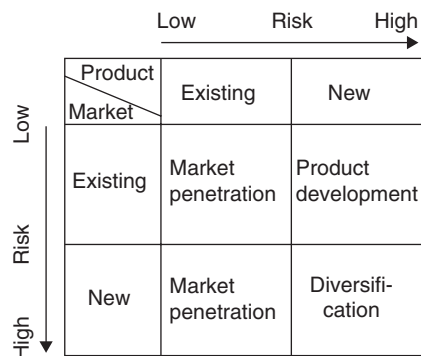 Low Risk High
Product
Market
Existing New
Low
Existing
Market
penetration
Product
development
Risk
New
Market
penetration
Diversifi-
cation
High